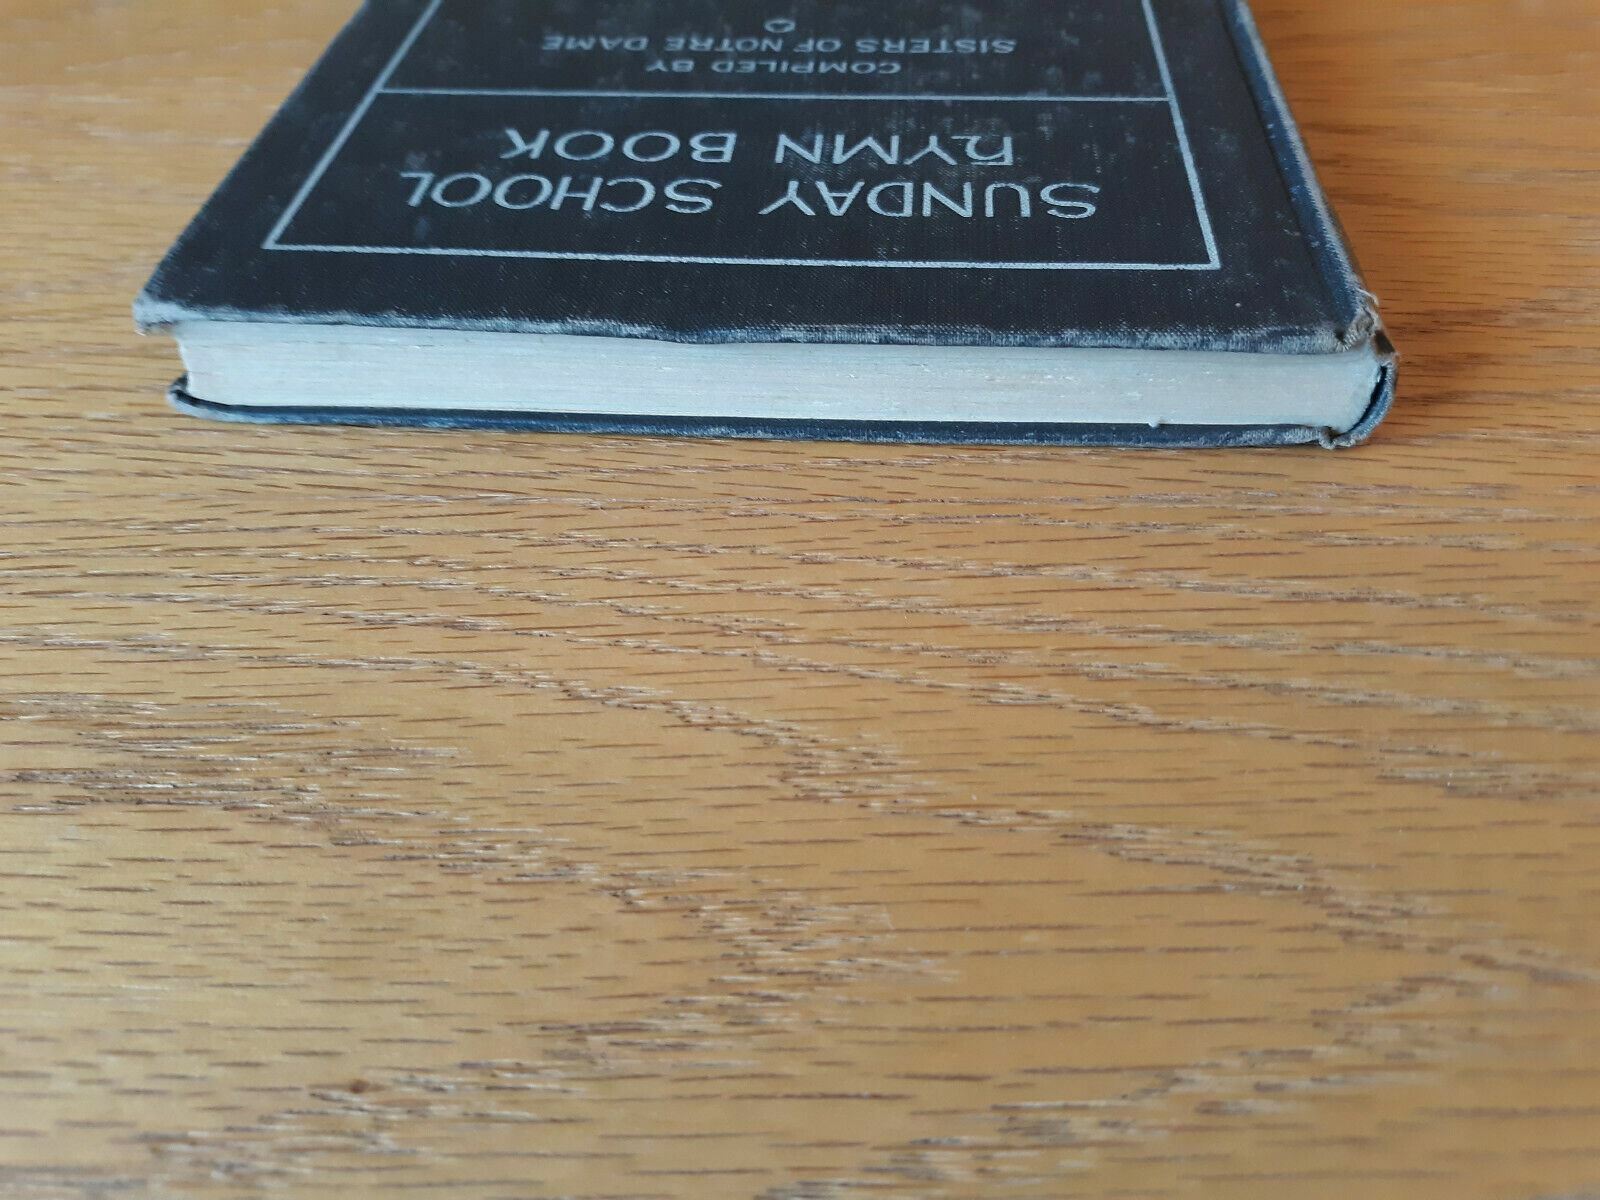 SUNDAY SCHOOL
HYMN BOOK
COMPILED BY
SISTERS OF NOTRE DAME